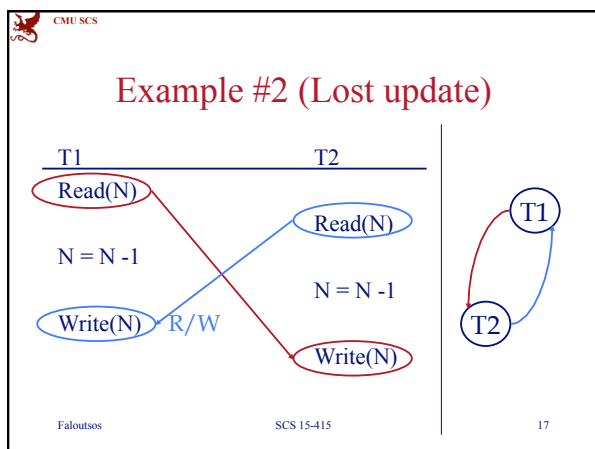 CMU SCS
Example #2 (Lost update)
T1 T2
Read(N)
Read(N)
N = N -1
N = N -1
Write(N) R/W
Write(N)
T1
T2
Faloutsos SCS 15-415 17